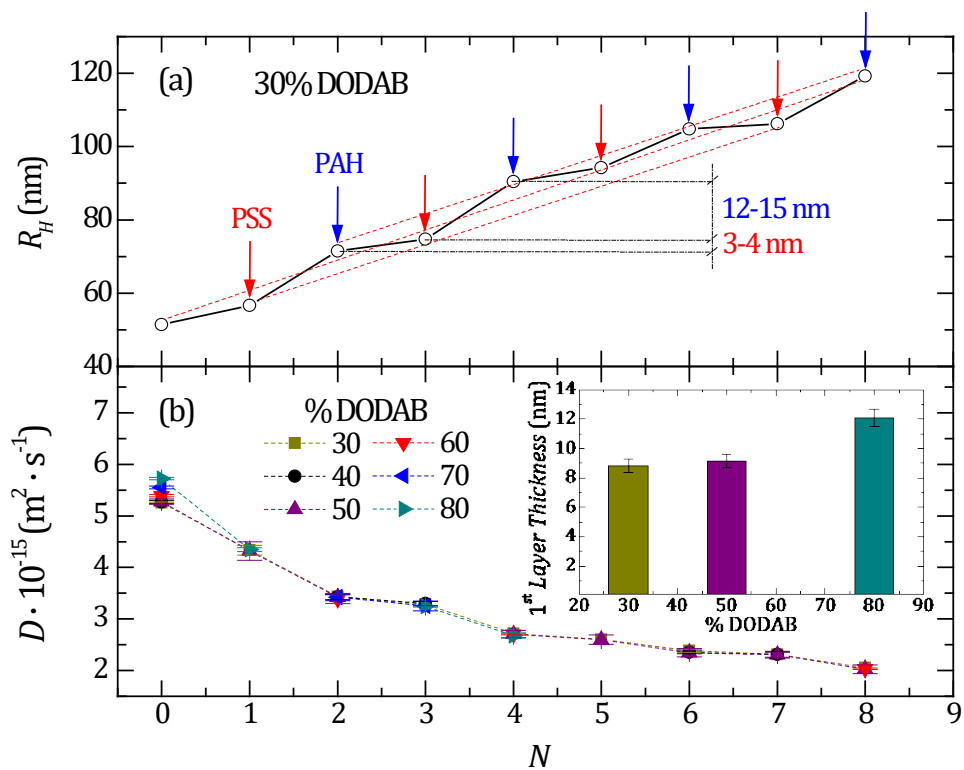 (a) 30% DODAB
R_H (nm)
120
100
80
60
40
PSS
PAH
12-15 nm
3-4 nm
(b) % DODAB
30 60
40 70
50 80
D · 10⁻¹⁵ (m² · s⁻¹)
7
6
5
4
3
2
1ˢᵗ Layer Thickness (nm)
14
12
10
8
6
4
2
20 30 40 50 60 70 80 90
% DODAB
0 1 2 3 4 5 6 7 8 9
N